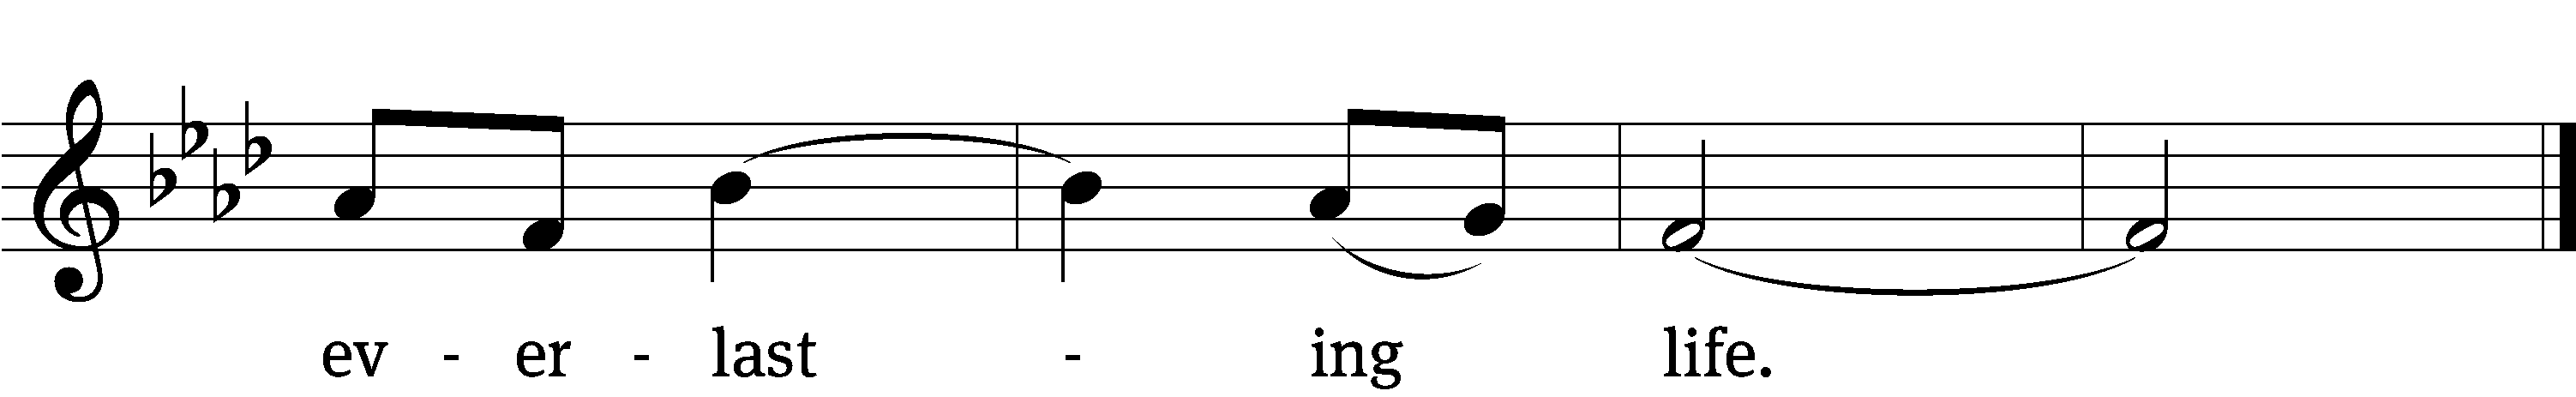 ev - er - last - ing life.